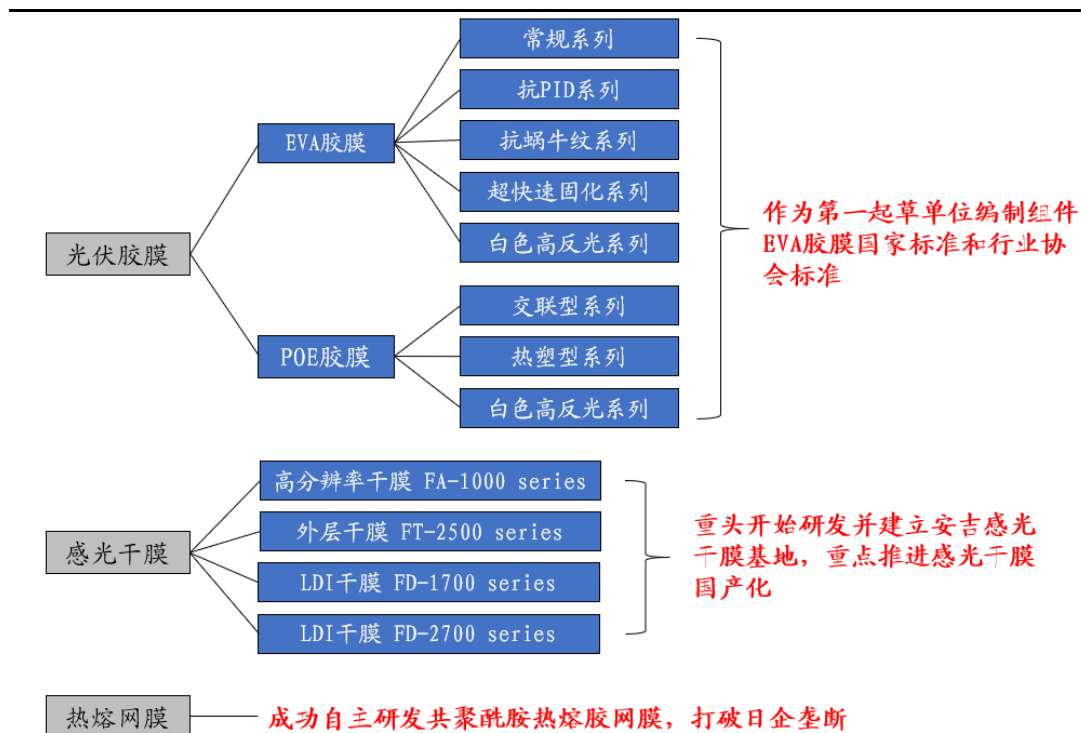 光伏胶膜
EVA胶膜
常规系列
抗PID系列
抗蜗牛纹系列
超快速固化系列
白色高反光系列
POE胶膜
交联型系列
热塑型系列
白色高反光系列
作为第一起草单位编制组件
EVA胶膜国家标准和行业协
会标准
感光干膜
高分辨率干膜 FA-1000 series
外层干膜 FT-2500 series
LDI干膜 FD-1700 series
LDI干膜 FD-2700 series
重头开始研发并建立安吉感光
干膜基地，重点推进感光干膜
国产化
热熔网膜
成功自主研发共聚酰胺热熔胶网膜，打破日企垄断